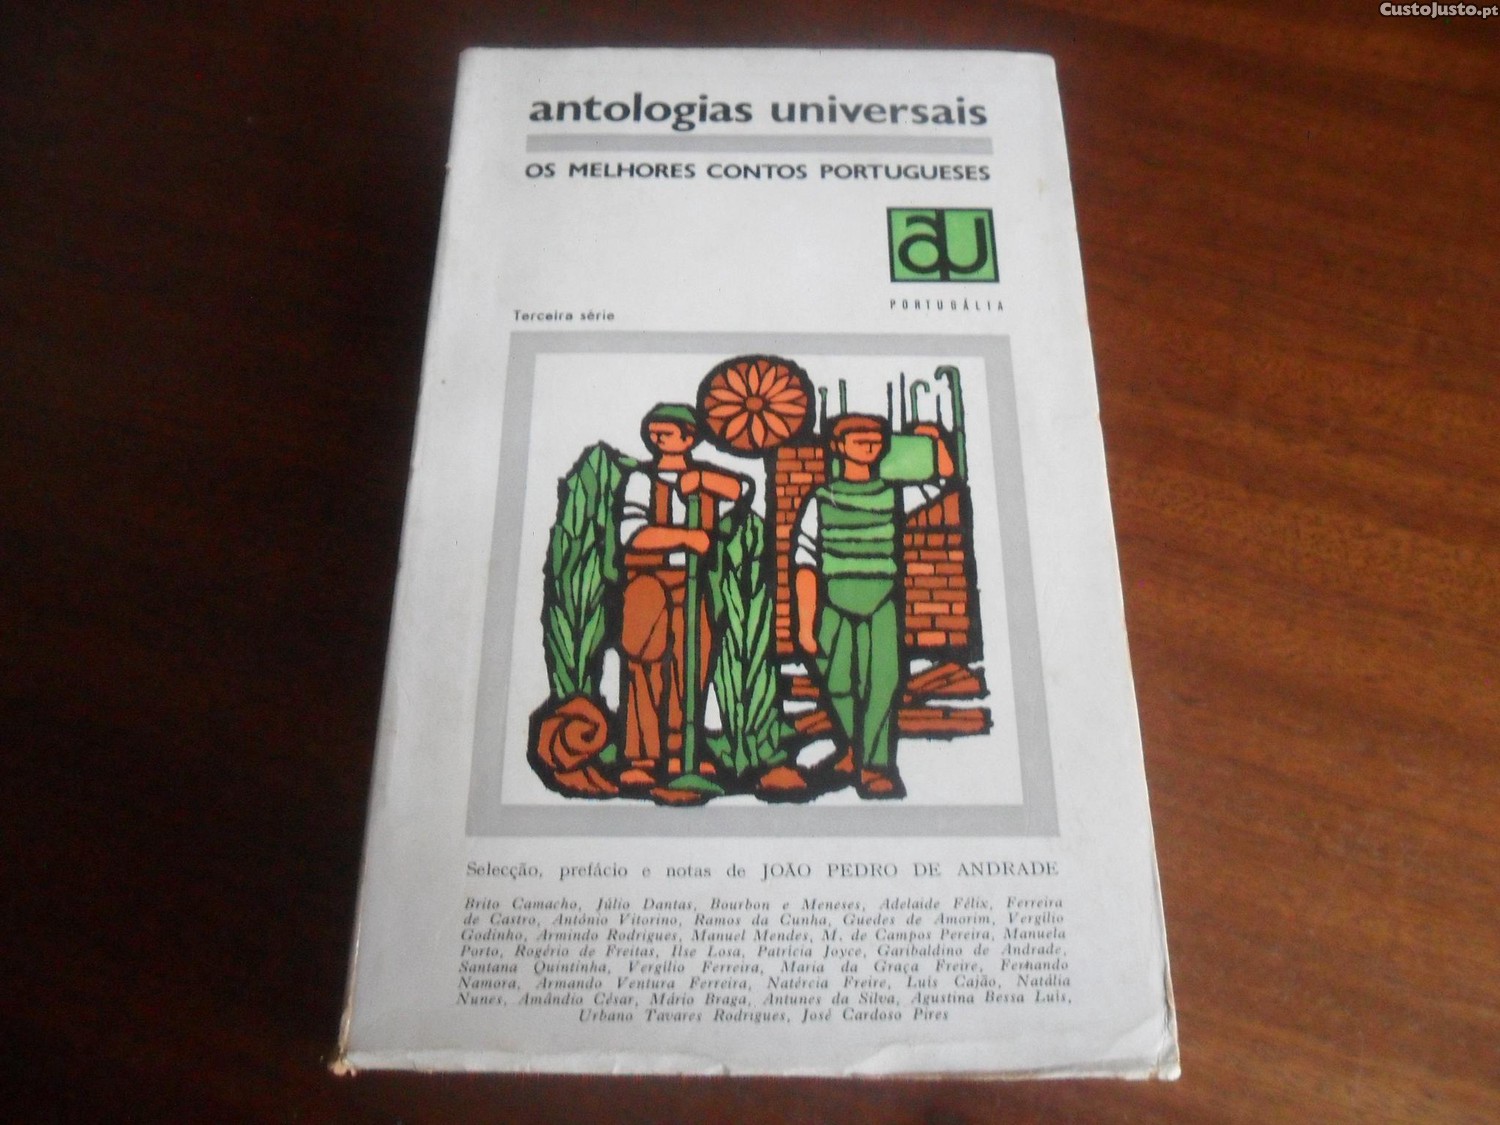 CustoJusto.pt
antologias universais
OS MELHORES CONTOS PORTUGUESES
au
PORTUGÁLIA
Terceira série
Selecção, prefácio e notas de JOÃO PEDRO DE ANDRADE
Brito Camacho, Júlio Dantas, Bourbon e Meneses, Adelaide Félix, Ferreira
de Castro, António Vitorino, Ramos da Cunha, Guedes de Amorim, Vergílio
Godinho, Armindo Rodrigues, Manuel Mendes, M. de Campos Pereira, Manuela
Porto, Rogério de Freitas, Ilse Losa, Patrícia Joyce, Garibaldino de Andrade,
Santana Quintinha, Vergílio Ferreira, Maria da Graça Freire, Fernando
Namora, Armando Ventura Ferreira, Natércia Freire, Luís Cajão, Natália
Nunes, Amândio César, Mário Braga, Antunes da Silva, Agustina Bessa Luís,
Urbano Tavares Rodrigues, José Cardoso Pires